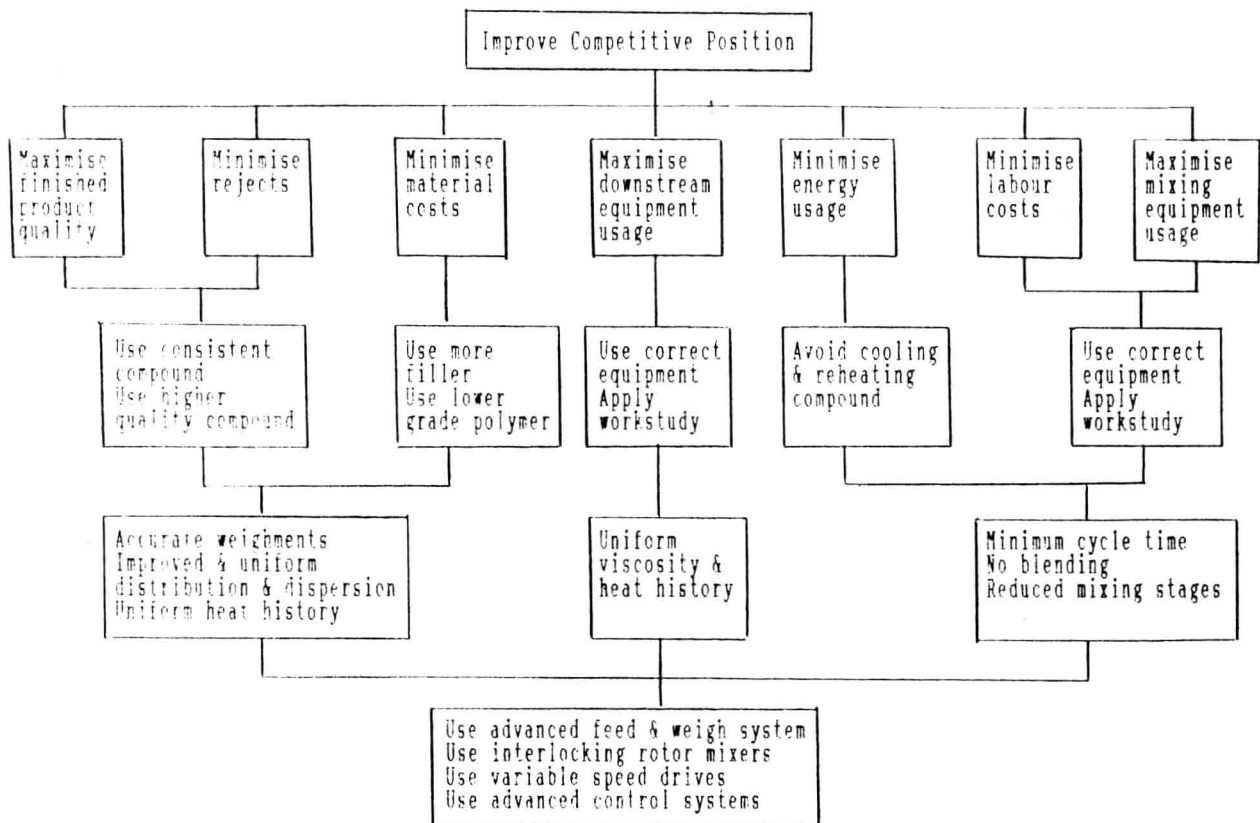 Improve Competitive Position
Maximise
finished
product
quality
Minimise
rejects
Minimise
material
costs
Maximise
downstream
equipment
usage
Minimise
energy
usage
Minimise
labour
costs
Maximise
mixing
equipment
usage
Use consistent
compound
Use higher
quality compound
Use more
filler
Use lower
grade polymer
Use correct
equipment
Apply
workstudy
Avoid cooling
& reheating
compound
Use correct
equipment
Apply
workstudy
Accurate weighments
Improved & uniform
distribution & dispersion
Uniform heat history
Uniform
viscosity &
heat history
Minimum cycle time
No blending
Reduced mixing stages
Use advanced feed & weigh system
Use interlocking rotor mixers
Use variable speed drives
Use advanced control systems